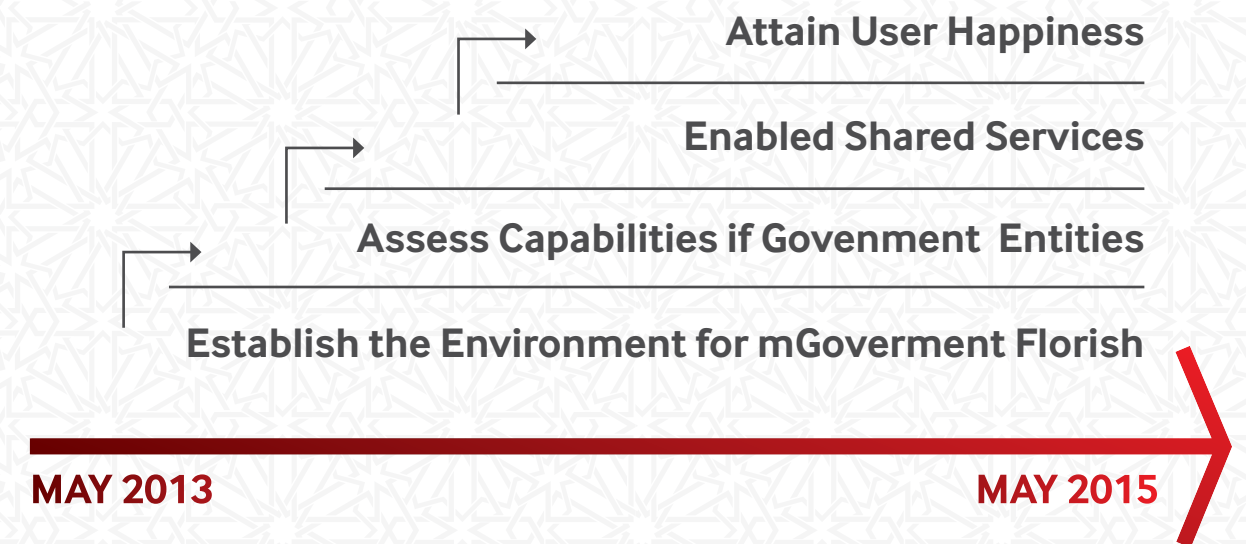 Attain User Happiness
Enabled Shared Services
Assess Capabilities if Govenment  Entities
Establish the Environment for mGoverment Florish
MAY 2013
MAY 2015